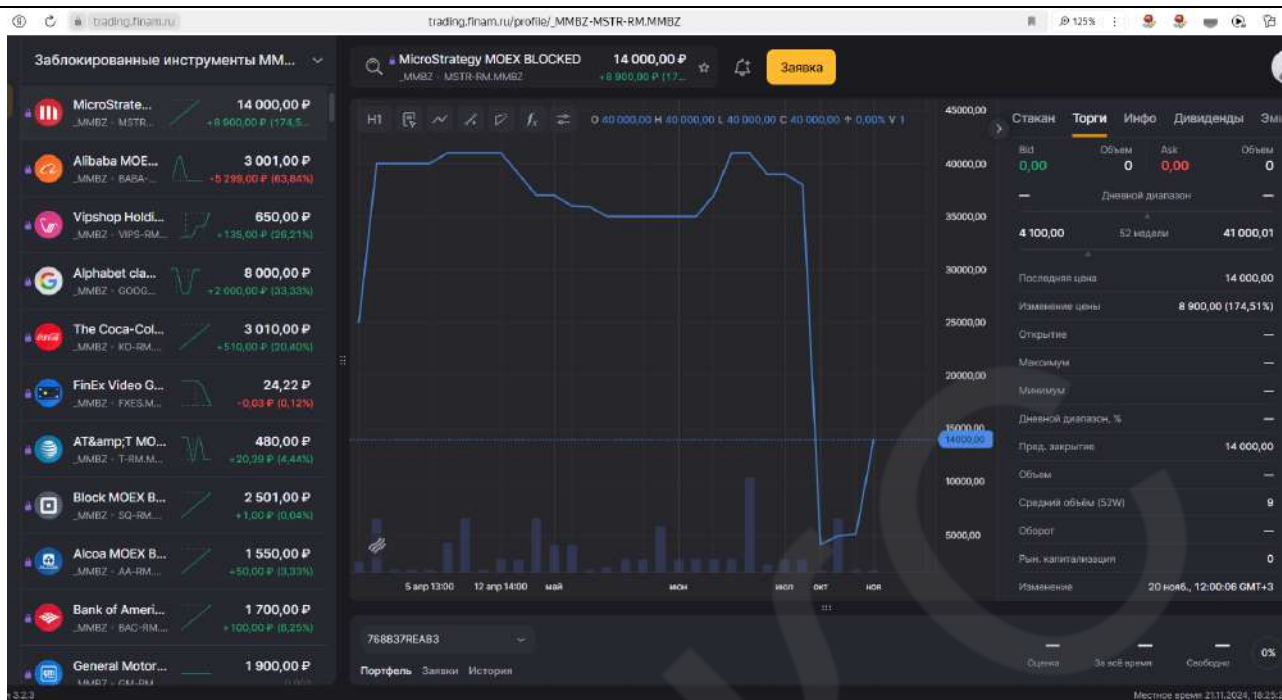 trading.finam.ru
trading.finam.ru/profile/_MMBZ-MSTR-RM.MMBZ
125%
Заблокированные инструменты MM...
MicroStrate...
14 000,00 ₽
_MMBZ - MSTR...
+8 900,00 ₽ (174,5...
Alibaba MOE...
3 001,00 ₽
_MMBZ - BABA-...
-5 299,00 ₽ (63,84%)
Vipshop Holdi...
650,00 ₽
_MMBZ - VIPS-RM...
+135,00 ₽ (26,21%)
Alphabet cla...
8 000,00 ₽
_MMBZ - GOOG...
+2 000,00 ₽ (33,33%)
The Coca-Col...
3 010,00 ₽
_MMBZ - KO-RM...
+510,00 ₽ (20,40%)
FinEx Video G...
24,22 ₽
_MMBZ - FXES.M...
-0,03 ₽ (0,12%)
AT&amp;T MO...
480,00 ₽
_MMBZ - T-RM.M...
+20,39 ₽ (4,44%)
Block MOEX B...
2 501,00 ₽
_MMBZ - SQ-RM...
+1,00 ₽ (0,04%)
Alcoa MOEX B...
1 550,00 ₽
_MMBZ - AA-RM...
+50,00 ₽ (3,33%)
Bank of Ameri...
1 700,00 ₽
_MMBZ - BAC-RM...
+100,00 ₽ (6,25%)
General Motor...
1 900,00 ₽
_MMBZ - GM-RM
3.2.3
MicroStrategy MOEX BLOCKED
14 000,00 ₽
_MMBZ - MSTR-RM.MMBZ
+8 900,00 ₽ (17...
Заявка
H1
O 40 000,00 H 40 000,00 L 40 000,00 C 40 000,00 0,00% V 1
45000,00
40000,00
35000,00
30000,00
25000,00
20000,00
15000,00
14000,00
10000,00
5000,00
5 апр 13:00 12 апр 14:00 май июн июл окт ноя
768837REAB3
Портфель Заявки История
Стакан Торги Инфо Дивиденды Эми
Bid Объем Ask Объем
0,00 0 0,00 0
— Дневной диапазон —
4 100,00 52 недели 41 000,01
Последняя цена 14 000,00
Изменение цены 8 900,00 (174,51%)
Открытие —
Максимум —
Минимум —
Дневной диапазон, % —
Пред. закрытие 14 000,00
Объем —
Средний объём (52W) 9
Оборот —
Рын. капитализация 0
Изменение 20 нояб., 12:00:06 GMT+3
— — — 0%
Оценка За всё время Свободно
Местное время 21.11.2024, 18:25: